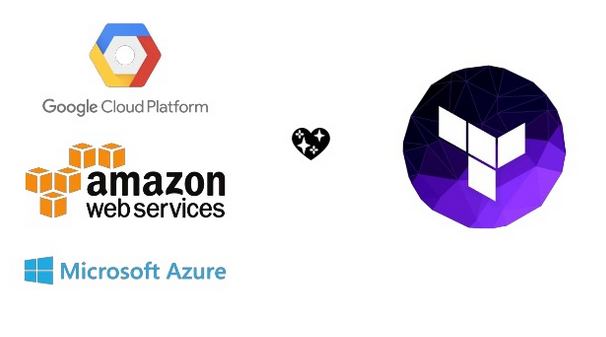 Google Cloud Platform
amazon
web services
Microsoft Azure